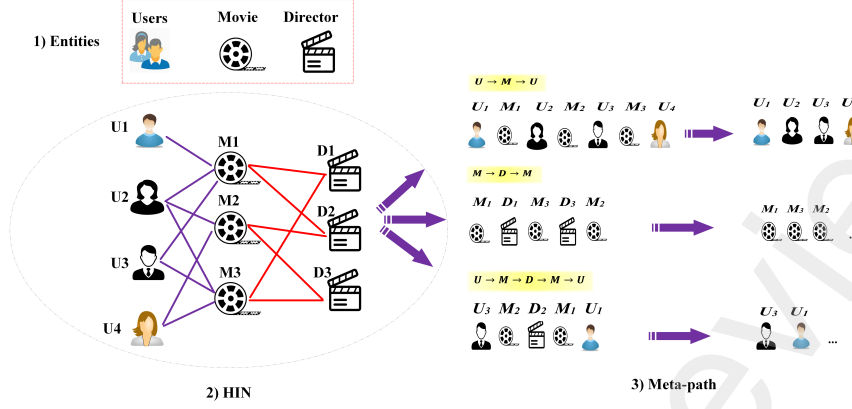 Users Movie Director
1) Entities
U → M → U
U1 M1 U2 M2 U3 M3 U4
U1 U2 U3
U1
M1
D1
U2
M → D → M
M1 D1 M3 D3 M2
M1 M3 M2
M2
D2
...
U3
M3
D3
U → M → D → M → U
U3 M2 D2 M1 U1
U3 U1
...
U4
2) HIN
3) Meta-path